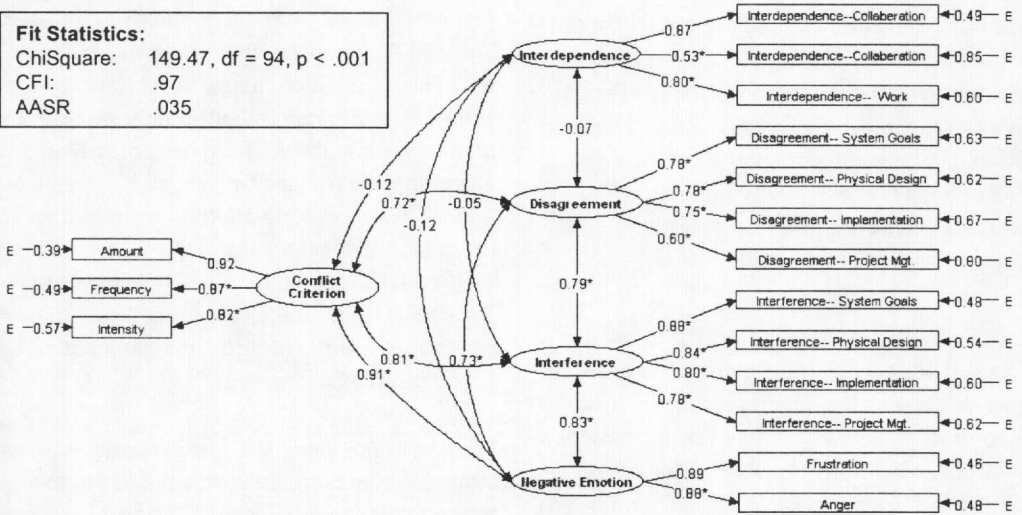 Fit Statistics:
ChiSquare: 149.47, df = 94, p < .001
CFI: .97
AASR .035
Interdependence
Disagreement
Interference
Negative Emotion
Conflict
Criterion
Interdependence--Collaberation
Interdependence--Collaboration
Interdependence-- Work
Disagreement-- System Goals
Disagreement-- Physical Design
Disagreement-- Implementation
Disagreement-- Project Mgt.
Interference-- System Goals
Interference-- Physical Design
Interference-- Implementation
Interference-- Project Mgt.
Frustration
Anger
Amount
Frequency
Intensity
0.87
0.53*
0.80*
0.78*
0.78*
0.75*
0.60*
0.88*
0.84*
0.80*
0.78*
0.89
0.88*
0.49 E
0.85 E
0.60 E
0.63 E
0.62 E
0.67 E
0.60 E
0.48 E
0.54 E
0.60 E
0.62 E
0.46 E
0.48 E
-0.07
0.79*
0.83*
-0.12
0.72*
-0.05
-0.12
0.81*
0.73*
0.91*
E 0.39
E 0.49
E 0.57
0.92
0.82*